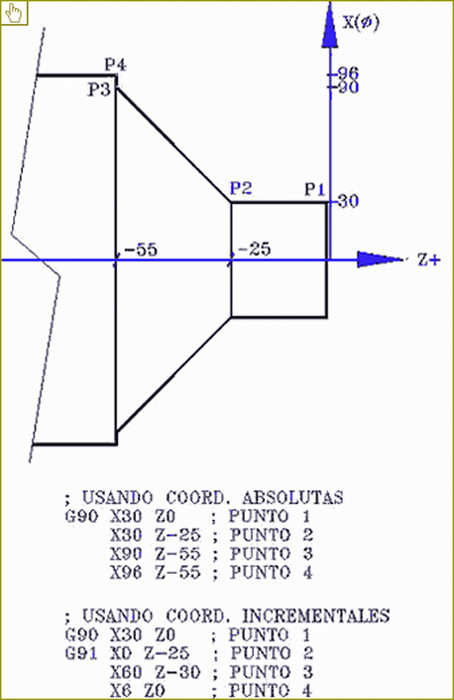 X(ø)
P4
96
P3
90
P2
P1
30
-55
-25
Z+
; USANDO COORD. ABSOLUTAS
G90 X30 Z0 ; PUNTO 1
X30 Z-25 ; PUNTO 2
X90 Z-55 ; PUNTO 3
X96 Z-55 ; PUNTO 4
; USANDO COORD. INCREMENTALES
G90 X30 Z0 ; PUNTO 1
G91 X0 Z-25 ; PUNTO 2
X60 Z-30 ; PUNTO 3
X6 Z0 ; PUNTO 4